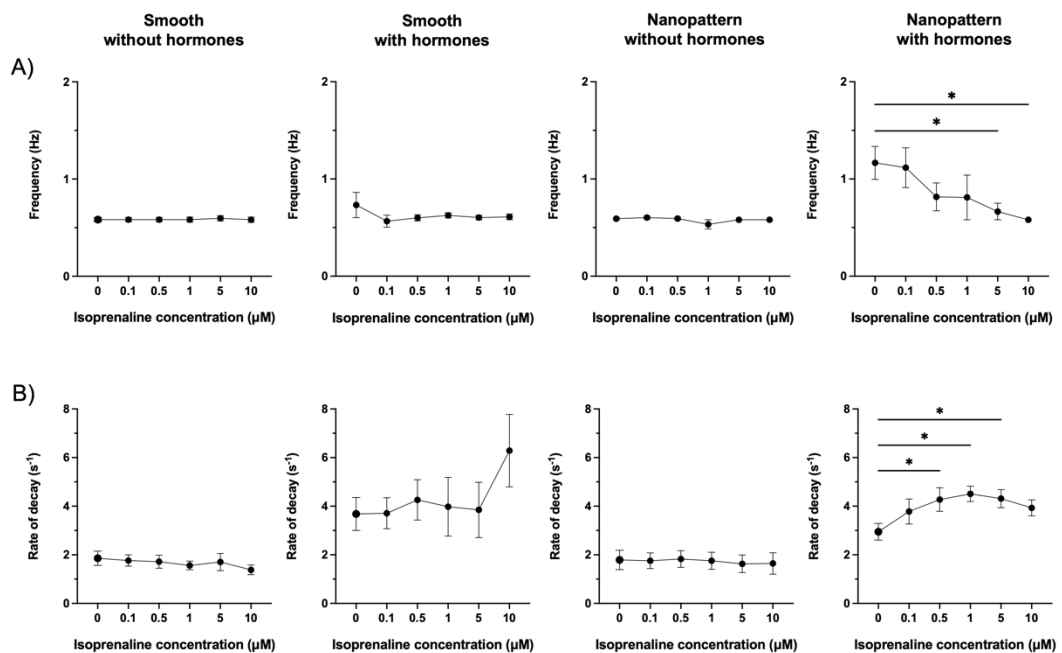 Smooth
without hormones
Smooth
with hormones
Nanopattern
without hormones
Nanopattern
with hormones
A)
Frequency (Hz)
2
1
0
0 0.1 0.5 1 5 10
Isoprenaline concentration (µM)
Frequency (Hz)
2
1
0
0 0.1 0.5 1 5 10
Isoprenaline concentration (µM)
Frequency (Hz)
2
1
0
0 0.1 0.5 1 5 10
Isoprenaline concentration (µM)
Frequency (Hz)
2
1
0
*
*
0 0.1 0.5 1 5 10
Isoprenaline concentration (µM)
B)
Rate of decay (s⁻¹)
8
6
4
2
0
0 0.1 0.5 1 5 10
Isoprenaline concentration (µM)
Rate of decay (s⁻¹)
8
6
4
2
0
0 0.1 0.5 1 5 10
Isoprenaline concentration (µM)
Rate of decay (s⁻¹)
8
6
4
2
0
0 0.1 0.5 1 5 10
Isoprenaline concentration (µM)
Rate of decay (s⁻¹)
8
6
4
2
0
*
*
*
0 0.1 0.5 1 5 10
Isoprenaline concentration (µM)